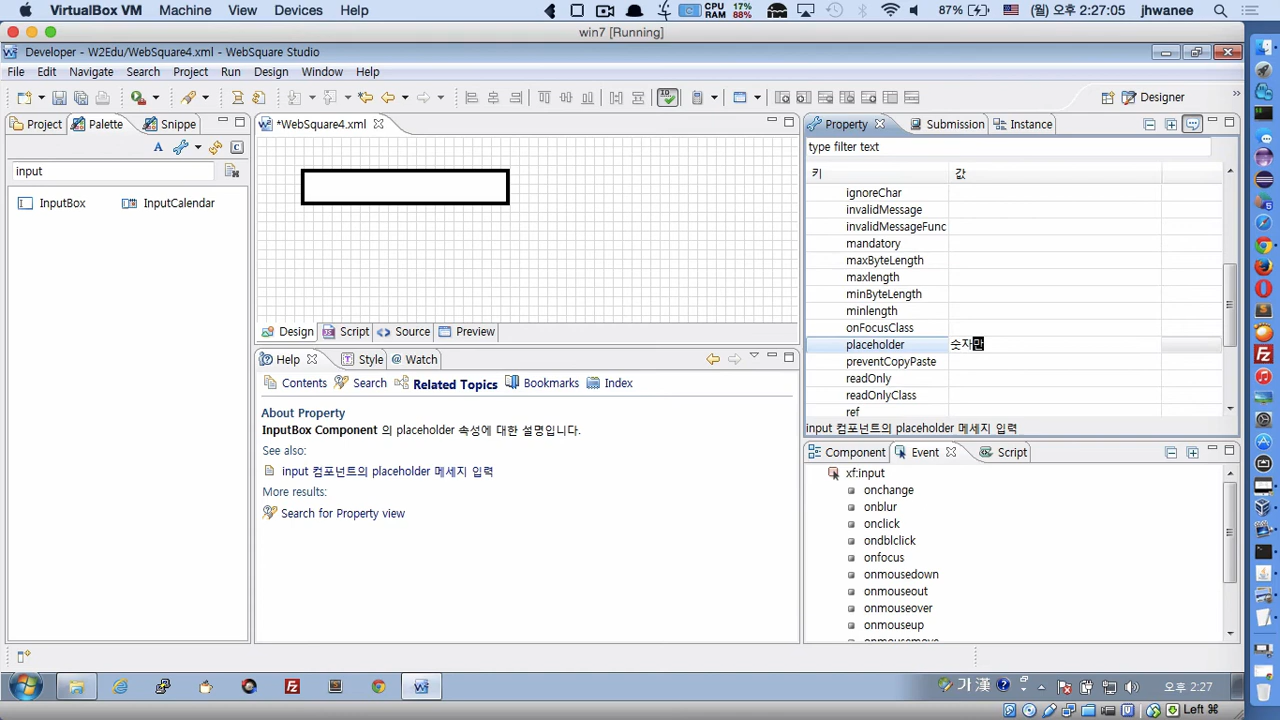 VirtualBox VM Machine View Devices Help
CPU 17%
RAM 88%
87% (월) 오후 2:27:05 jhwanee
win7 [Running]
Developer - W2Edu/WebSquare4.xml - WebSquare Studio
File Edit Navigate Search Project Run Design Window Help
Designer
Project Palette Snippe
*WebSquare4.xml
Property Submission Instance
input
type filter text
InputBox InputCalendar
키 값
ignoreChar
invalidMessage
invalidMessageFunc
mandatory
maxByteLength
maxlength
minByteLength
minlength
onFocusClass
placeholder 숫자만
preventCopyPaste
readOnly
readOnlyClass
ref
input 컴포넌트의 placeholder 메세지 입력
Design Script Source Preview
Help Style Watch
Contents Search Related Topics Bookmarks Index
About Property
InputBox Component 의 placeholder 속성에 대한 설명입니다.
See also:
input 컴포넌트의 placeholder 메세지 입력
More results:
Search for Property view
Component Event Script
xf:input
onchange
onblur
onclick
ondblclick
onfocus
onmousedown
onmouseout
onmouseover
onmouseup
onmousemove
가 漢
오후 2:27
Left ⌘